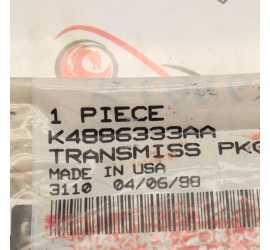 1 PIECE
K4886333AA
TRANSMISS PKG
MADE IN USA
3110 04/06/98